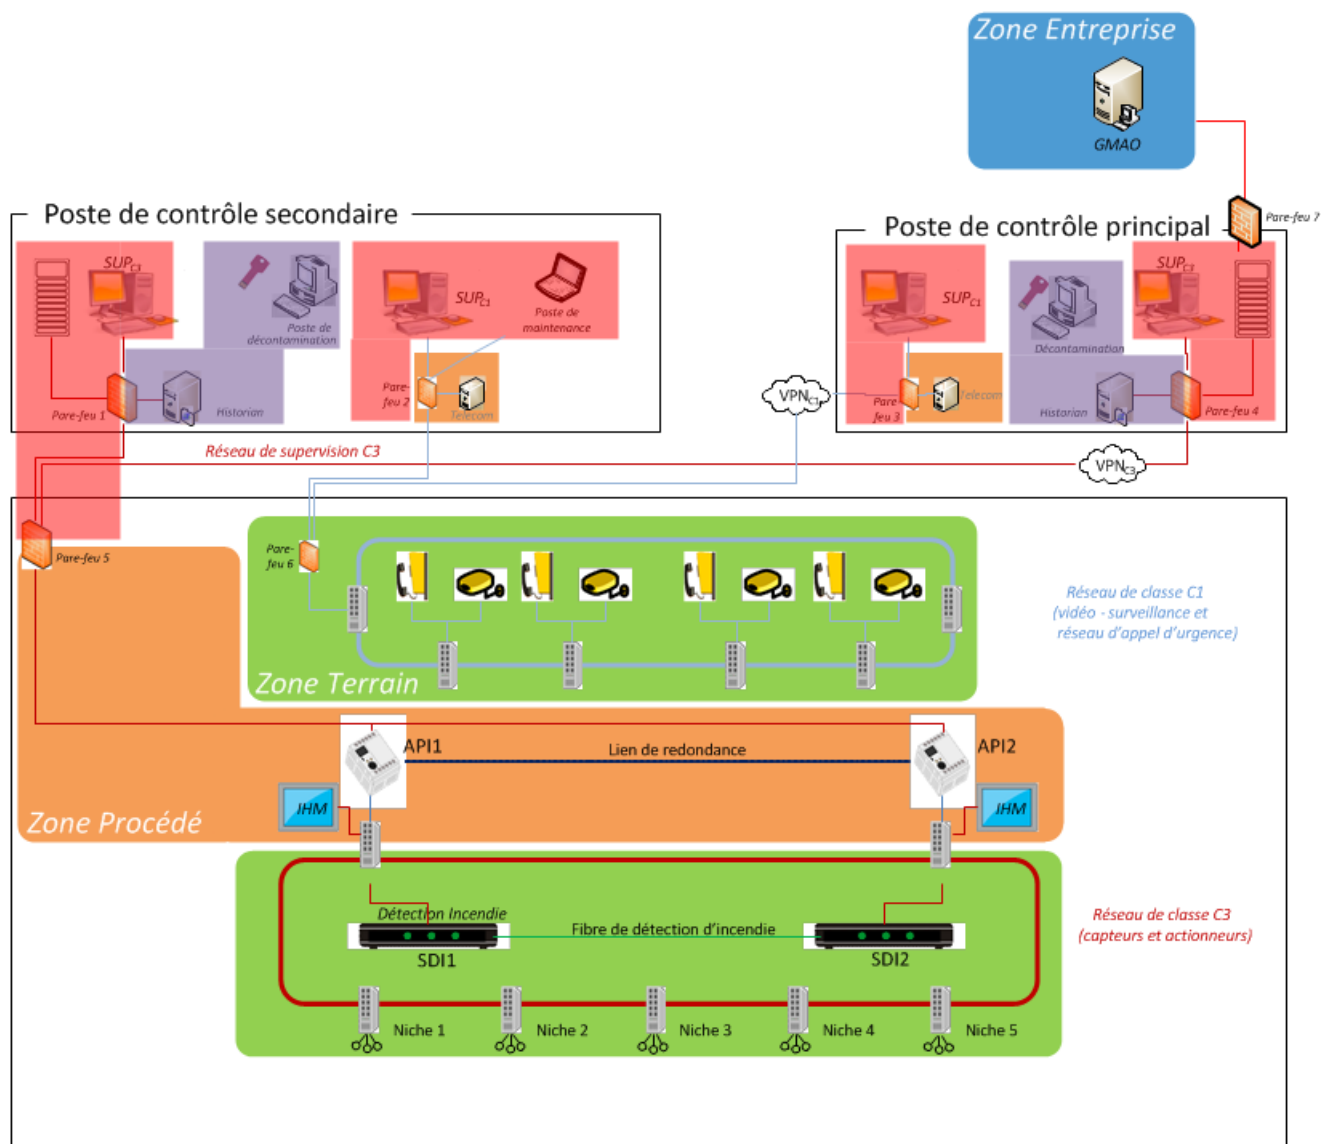 Zone Entreprise
GMAO
Pare-feu 7
Poste de contrôle secondaire
Poste de contrôle principal
SUPC3
Poste de
décontamination
SUPC1
Poste de
maintenance
Pare-feu 1
Historian
Pare-
feu 2
Telecom
SUPC1
Décontamination
SUPC3
VPNC1
Pare-
feu 3
Telecom
Historian
Pare-feu 4
Réseau de supervision C3
VPNC3
Pare-feu 5
Pare-
feu 6
Zone Terrain
Réseau de classe C1
(vidéo - surveillance et
réseau d’appel d’urgence)
API1
Lien de redondance
API2
IHM
IHM
Zone Procédé
Détection Incendie
Fibre de détection d’incendie
SDI1
SDI2
Réseau de classe C3
(capteurs et actionneurs)
Niche 1
Niche 2
Niche 3
Niche 4
Niche 5